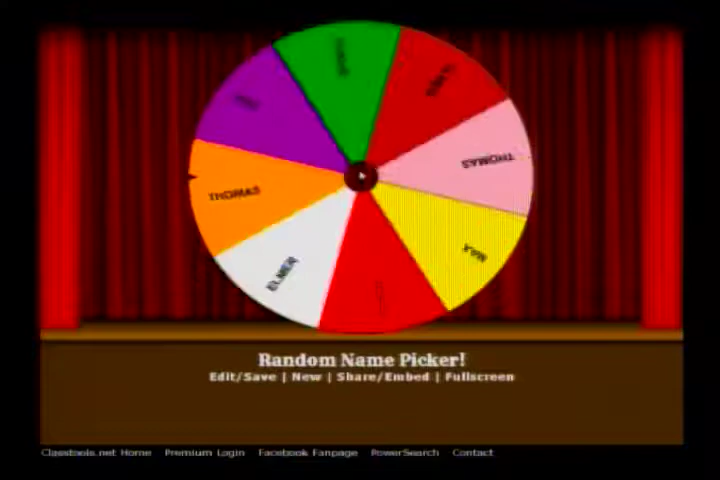 THOMAS
THOMAS
MAX
ELMER
Random Name Picker!
Edit/Save | New | Share/Embed | Fullscreen
Classtools.net Home Premium Login Facebook Fanpage PowerSearch Contact